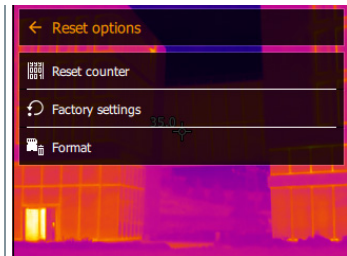 Reset options
Reset counter
Factory settings
35.0
Format